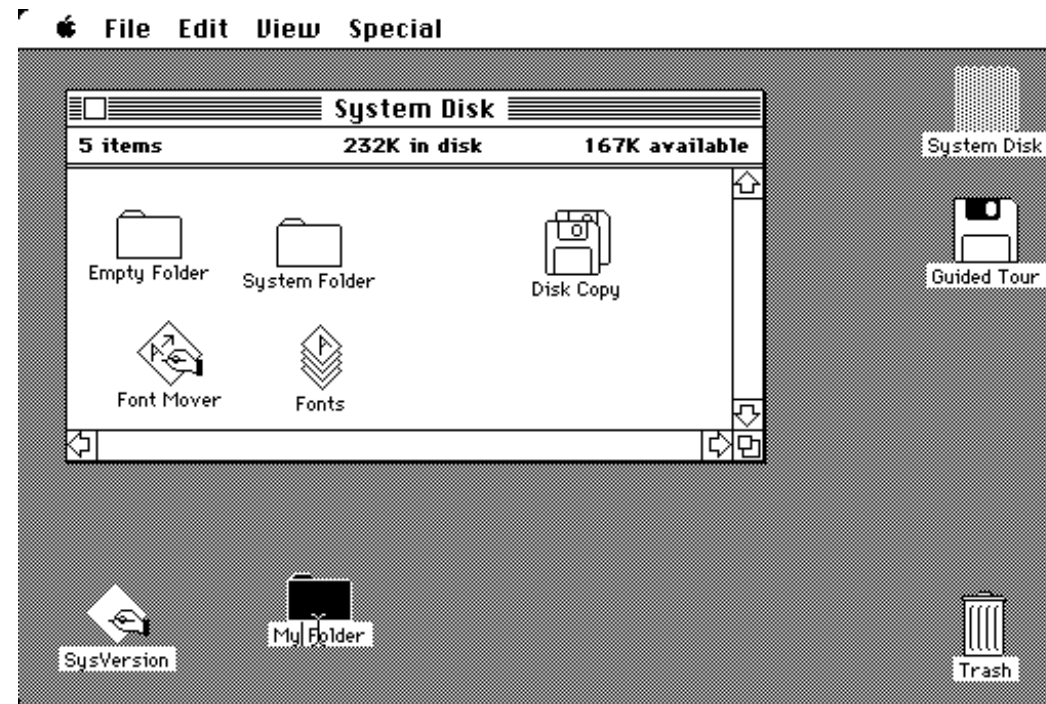 File Edit View Special
System Disk
5 items 232K in disk 167K available
System Disk
Empty Folder System Folder Disk Copy
Guided Tour
Font Mover Fonts
My Folder
SysVersion
Trash